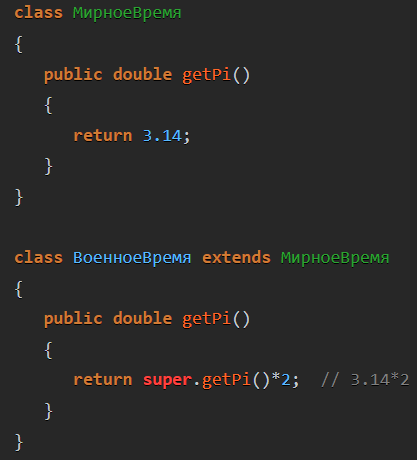 class МирноеВремя
{
public double getPi()
{
return 3.14;
}
}
class ВоенноеВремя extends МирноеВремя
{
public double getPi()
{
return super.getPi()*2;  // 3.14*2
}
}